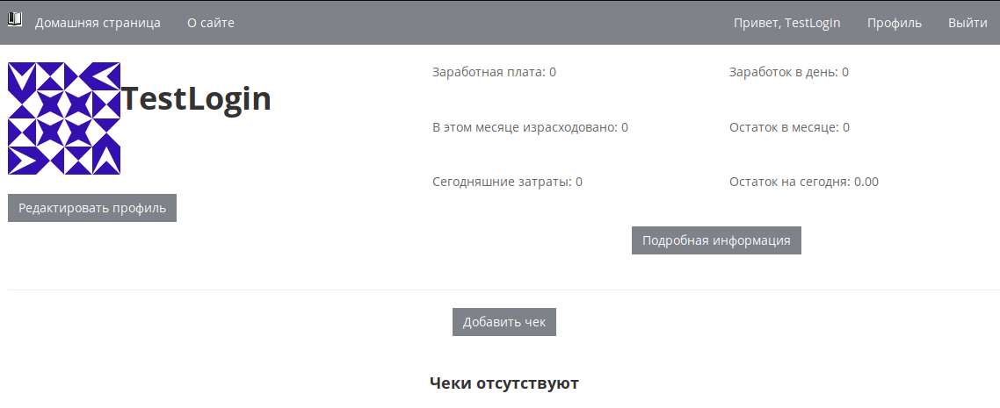 Домашняя страница О сайте Привет, TestLogin Профиль Выйти
TestLogin
Редактировать профиль
Заработная плата: 0 Заработок в день: 0
В этом месяце израсходовано: 0 Остаток в месяце: 0
Сегодняшние затраты: 0 Остаток на сегодня: 0.00
Подробная информация
Добавить чек
Чеки отсутствуют